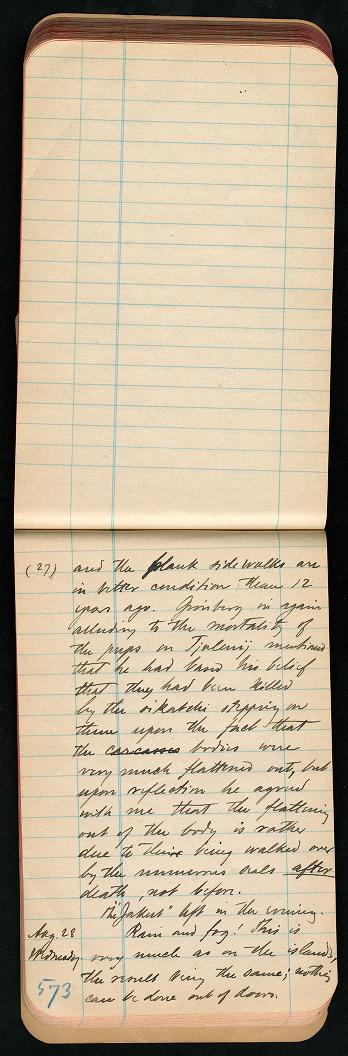 (27) and the plank sidewalks are
in better condition than 12
years ago. Grinberg in again
alluding to the mortality of
the pups on Tjulenij mentioned
that he had based his belief
that they had been killed
by the sikatchi stepping on
them upon the fact that
the carcasses bodies were
very much flattened out, but
upon reflection he agreed
with me that the flattening
out of the body is rather
due to their being walked over
by the numerous seals after
death not before.
The "Jakut" left in the evening.
Aug. 28 Rain and fog! This is
Wednesday very much as on the islands,
the result being the same; nothing
573 can be done out of doors.